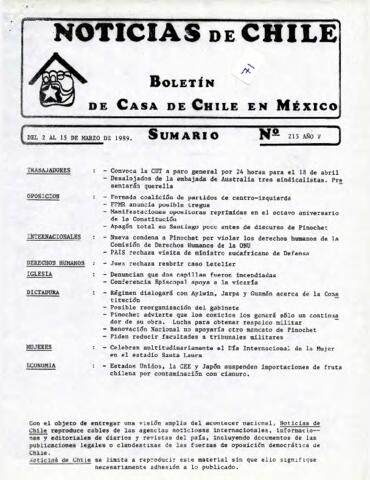 NOTICIAS DE CHILE
BOLETÍN
DE CASA DE CHILE EN MÉXICO
DEL 2 AL 15 DE MARZO DE 1989. SUMARIO Nº 215 AÑO V
TRABAJADORES : - Convoca la CUT a paro general por 24 horas para el 18 de abril
- Desalojados de la embajada de Australia tres sindicalistas. Pre
sentarán querella
OPOSICION : - Formada coalición de partidos de centro-izquierda
- FPMR anuncia posible tregua
- Manifestaciones opositoras reprimidas en el octavo aniversario
de la Constitución
- Apagón total en Santiago poco antes de discurso de Pinochet
INTERNACIONALES : - Nueva condena a Pinochet por violar los derechos humanos de la
Comisión de Derechos Humanos de la ONU
- PAIS rechaza visita de ministro sudafricano de Defensa
DERECHOS HUMANOS : - Juez rechaza reabrir caso Letelier
IGLESIA : - Denuncian que dos capillas fueron incendiadas
- Conferencia Episcopal apoya a la vicaría
DICTADURA : - Régimen dialogará con Aylwin, Jarpa y Guzmán acerca de la Cons
titución
- Posible reorganización del gabinete
- Pinochet advierte que los comicios los ganará sólo un continua
dor de su obra. Lucha para obtener respaldo militar
- Renovación Nacional no apoyaría otro mandato de Pinochet
- Piden reducir facultades a tribunales militares
MUJERES : - Celebran multitudinariamente el Día Internacional de la Mujer
en el estadio Santa Laura
ECONOMIA : - Estados Unidos, la CEE y Japón suspenden importaciones de fruta
chilena por contaminación con cianuro.
Con el objeto de entregar una visión amplia del acontecer nacional, Noticias de
Chile reproduce cables de las agencias noticiosas internacionales, informacio-
nes y editoriales de diarios y revistas del país, incluyendo documentos de las
publicaciones legales o clandestinas de las fuerzas de oposición democrática de
Chile.
Noticias de Chile se limita a reproducir este material sin que ello signifique
necesariamente adhesión a lo publicado.